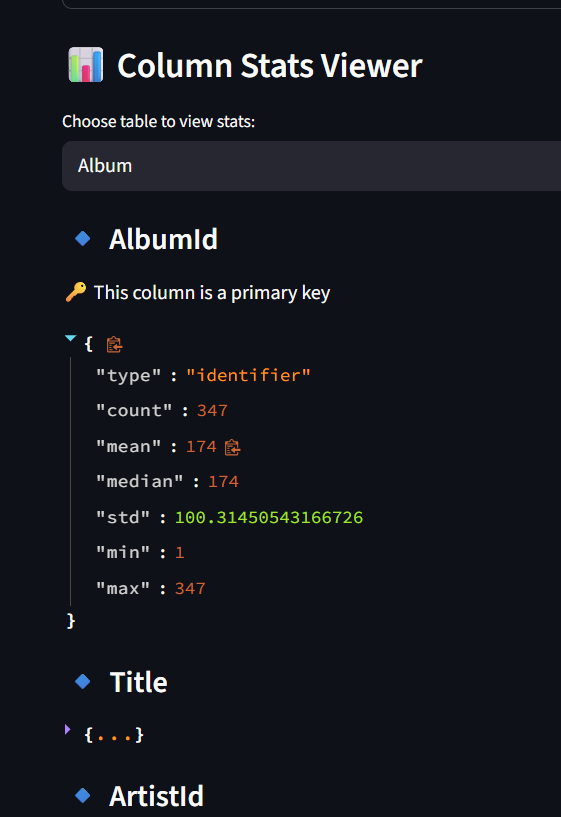 Column Stats Viewer
Choose table to view stats:
Album
AlbumId
This column is a primary key
{
"type" : "identifier"
"count" : 347
"mean" : 174
"median" : 174
"std" : 100.31450543166726
"min" : 1
"max" : 347
}
Title
{...}
ArtistId